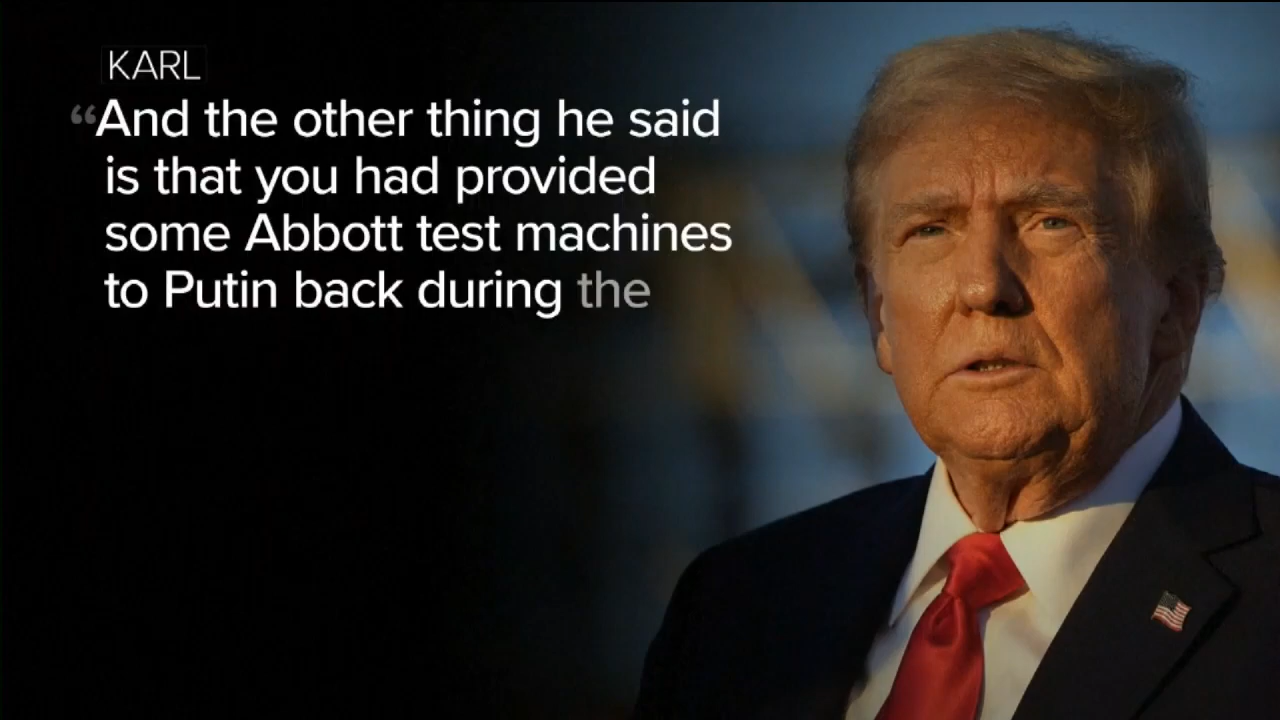 KARL
“And the other thing he said
is that you had provided
some Abbott test machines
to Putin back during the